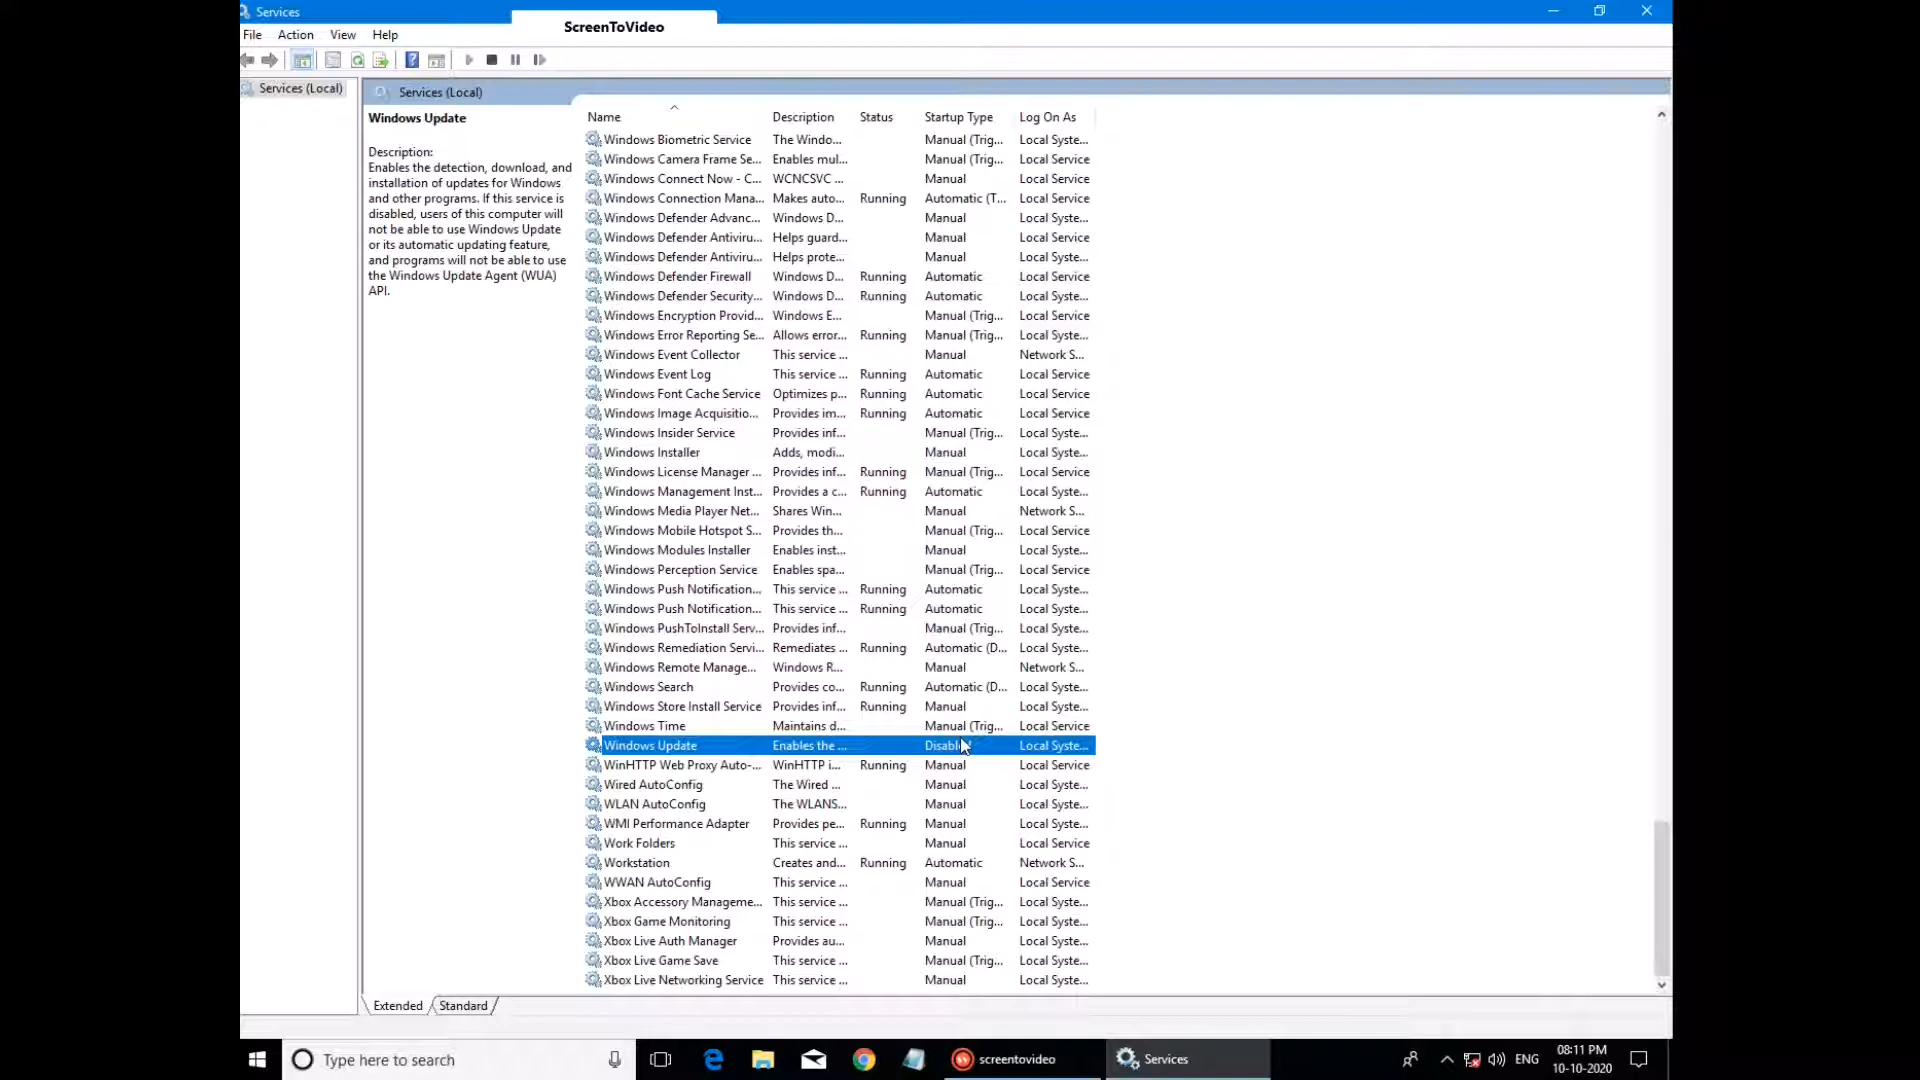 Services
ScreenToVideo
File Action View Help
Services (Local)
Services (Local)
Windows Update
Description:
Enables the detection, download, and
installation of updates for Windows
and other programs. If this service is
disabled, users of this computer will
not be able to use Windows Update
or its automatic updating feature,
and programs will not be able to use
the Windows Update Agent (WUA)
API.
Name Description Status Startup Type Log On As
Windows Biometric Service The Windo... Manual (Trig... Local Syste...
Windows Camera Frame Se... Enables mul... Manual (Trig... Local Service
Windows Connect Now - C... WCNCSVC ... Manual Local Service
Windows Connection Mana... Makes auto... Running Automatic (T... Local Service
Windows Defender Advanc... Windows D... Manual Local Syste...
Windows Defender Antiviru... Helps guard... Manual Local Service
Windows Defender Antiviru... Helps prote... Manual Local Syste...
Windows Defender Firewall Windows D... Running Automatic Local Service
Windows Defender Security... Windows D... Running Automatic Local Syste...
Windows Encryption Provid... Windows E... Manual (Trig... Local Service
Windows Error Reporting Se... Allows error... Running Manual (Trig... Local Syste...
Windows Event Collector This service ... Manual Network S...
Windows Event Log This service ... Running Automatic Local Service
Windows Font Cache Service Optimizes p... Running Automatic Local Service
Windows Image Acquisitio... Provides im... Running Automatic Local Service
Windows Insider Service Provides inf... Manual (Trig... Local Syste...
Windows Installer Adds, modi... Manual Local Syste...
Windows License Manager ... Provides inf... Running Manual (Trig... Local Service
Windows Management Inst... Provides a c... Running Automatic Local Syste...
Windows Media Player Net... Shares Win... Manual Network S...
Windows Mobile Hotspot S... Provides th... Manual (Trig... Local Service
Windows Modules Installer Enables inst... Manual Local Syste...
Windows Perception Service Enables spa... Manual (Trig... Local Service
Windows Push Notification... This service ... Running Automatic Local Syste...
Windows Push Notification... This service ... Running Automatic Local Syste...
Windows PushToInstall Serv... Provides inf... Manual (Trig... Local Syste...
Windows Remediation Servi... Remediates ... Running Automatic (D... Local Syste...
Windows Remote Manage... Windows R... Manual Network S...
Windows Search Provides co... Running Automatic (D... Local Syste...
Windows Store Install Service Provides inf... Running Manual Local Syste...
Windows Time Maintains d... Manual (Trig... Local Service
Windows Update Enables the ... Disabled Local Syste...
WinHTTP Web Proxy Auto-... WinHTTP i... Running Manual Local Service
Wired AutoConfig The Wired ... Manual Local Syste...
WLAN AutoConfig The WLANS... Manual Local Syste...
WMI Performance Adapter Provides pe... Running Manual Local Syste...
Work Folders This service ... Manual Local Service
Workstation Creates and... Running Automatic Network S...
WWAN AutoConfig This service ... Manual Local Service
Xbox Accessory Manageme... This service ... Manual (Trig... Local Syste...
Xbox Game Monitoring This service ... Manual (Trig... Local Syste...
Xbox Live Auth Manager Provides au... Manual Local Syste...
Xbox Live Game Save This service ... Manual (Trig... Local Syste...
Xbox Live Networking Service This service ... Manual Local Syste...
Extended Standard
Type here to search screentovideo Services ENG 08:11 PM
10-10-2020